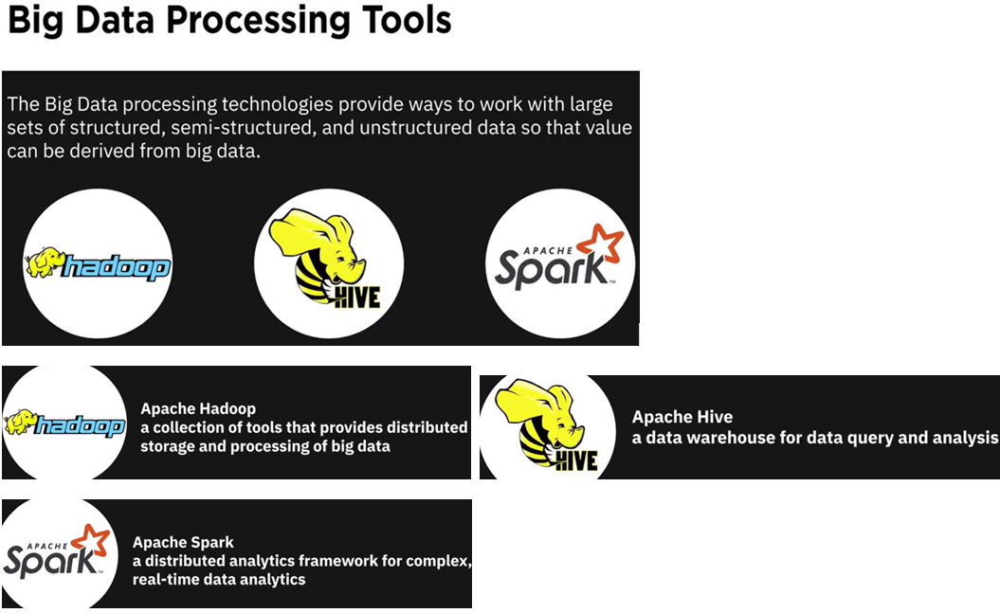 Big Data Processing Tools
The Big Data processing technologies provide ways to work with large
sets of structured, semi-structured, and unstructured data so that value
can be derived from big data.
hadoop
HIVE
APACHE
Spark™
hadoop
Apache Hadoop
a collection of tools that provides distributed
storage and processing of big data
HIVE
Apache Hive
a data warehouse for data query and analysis
APACHE
Spark™
Apache Spark
a distributed analytics framework for complex,
real-time data analytics